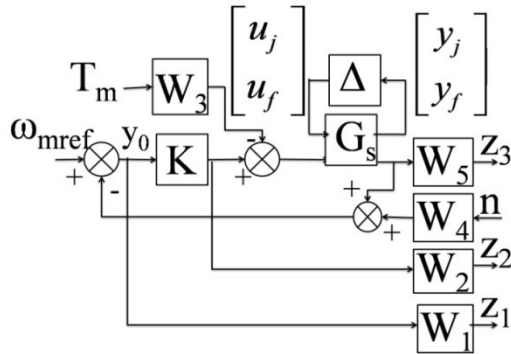 u_j
u_f
y_j
y_f
T_m
W_3
Δ
-
G_s
ω_mref
y_0
K
+
-
+
W_5
z_3
+
+
W_4
n
W_2
z_2
W_1
z_1